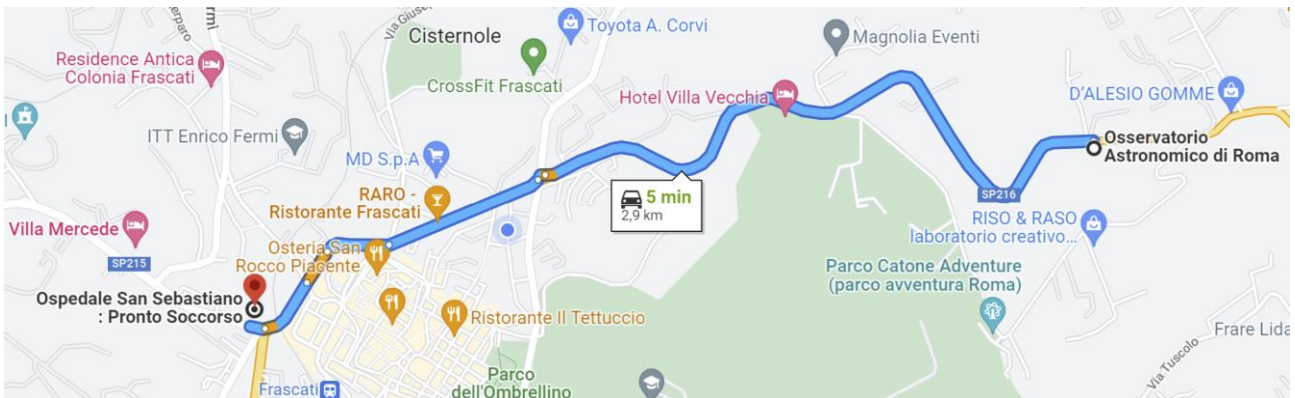 Cisternole
Toyota A. Corvi
Magnolia Eventi
Residence Antica
Colonia Frascati
CrossFit Frascati
Hotel Villa Vecchia
D'ALESIO GOMME
ITT Enrico Fermi
Osservatorio
Astronomico di Roma
MD S.p.A
5 min
2,9 km
SP216
RARO -
Ristorante Frascati
RISO & RASO
laboratorio creativo...
Villa Mercede
SP215
Osteria San
Rocco Piacente
Parco Catone Adventure
(parco avventura Roma)
Ospedale San Sebastiano
: Pronto Soccorso
Ristorante Il Tettuccio
Frare Lida
Via Tuscolo
Parco
dell'Ombrellino
Frascati